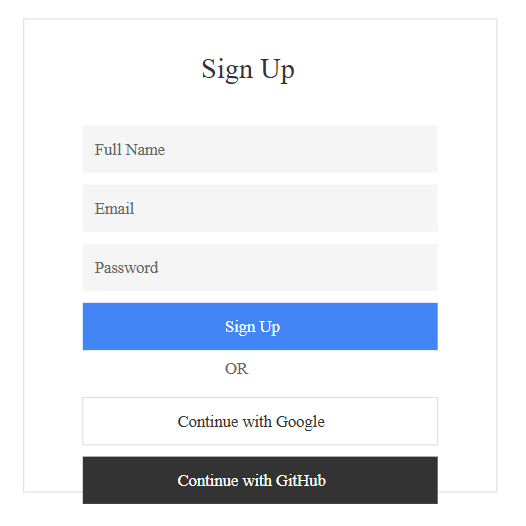 Sign Up
Full Name
Email
Password
Sign Up
OR
Continue with Google
Continue with GitHub